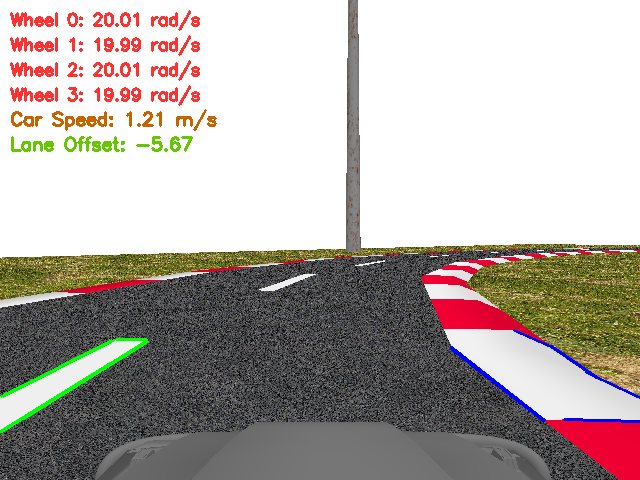 Wheel 0: 20.01 rad/s
Wheel 1: 19.99 rad/s
Wheel 2: 20.01 rad/s
Wheel 3: 19.99 rad/s
Car Speed: 1.21 m/s
Lane Offset: -5.67